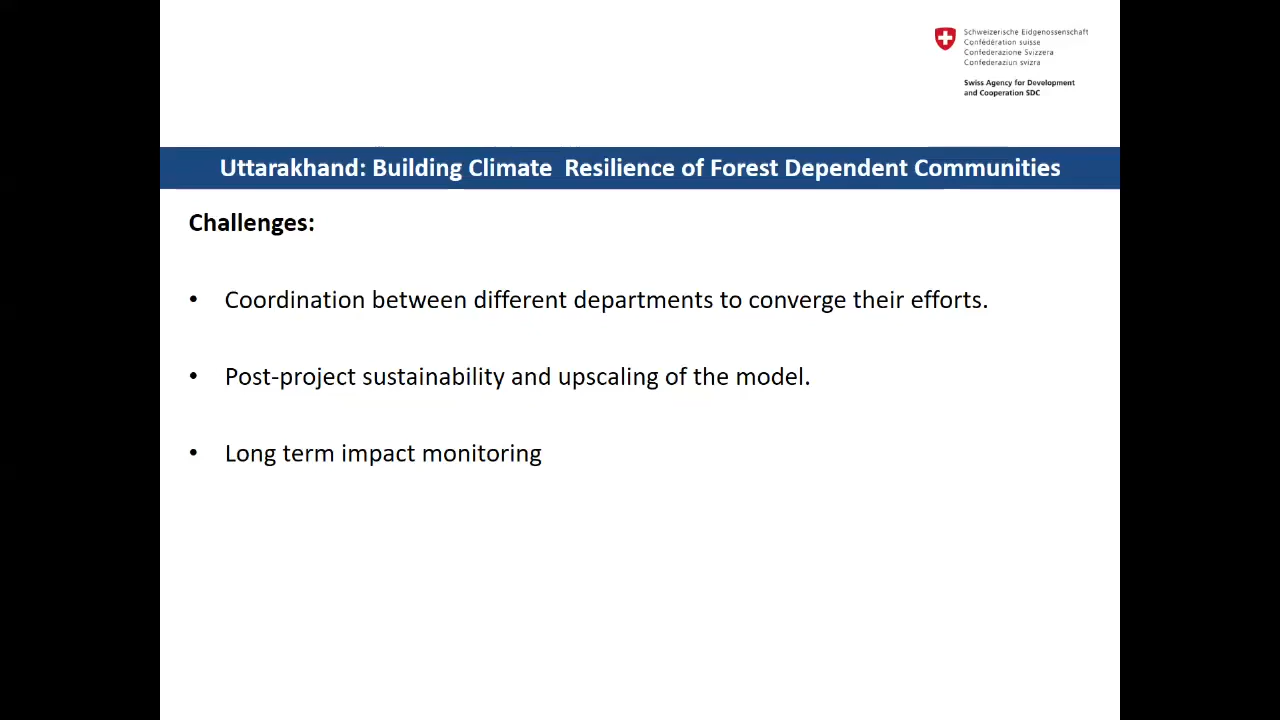 Schweizerische Eidgenossenschaft
Confédération suisse
Confederazione Svizzera
Confederaziun svizra
Swiss Agency for Development
and Cooperation SDC
Uttarakhand: Building Climate  Resilience of Forest Dependent Communities
Challenges:
• Coordination between different departments to converge their efforts.
• Post-project sustainability and upscaling of the model.
• Long term impact monitoring